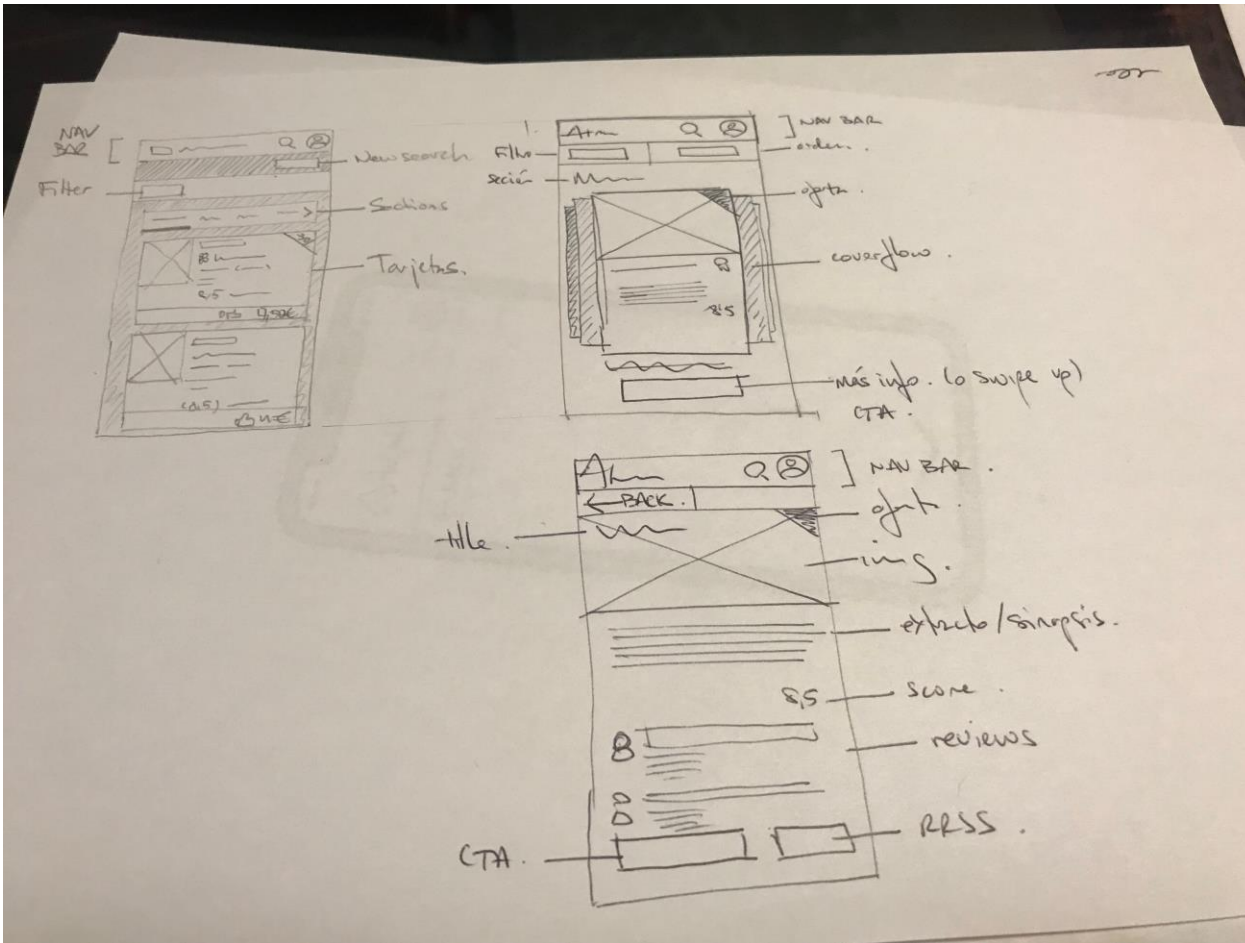 NAV
BAR
New search
Filter
Sections
Tarjetas.
8,5
(8,5)
NAV BAR
Filtro
orden.
sección
oferta.
coverflow.
8,5
más info. (o swipe up)
CTA.
NAV BAR.
← BACK.
oferta.
title.
img.
extracto/sinopsis.
8,5
score.
reviews
CTA.
RRSS.